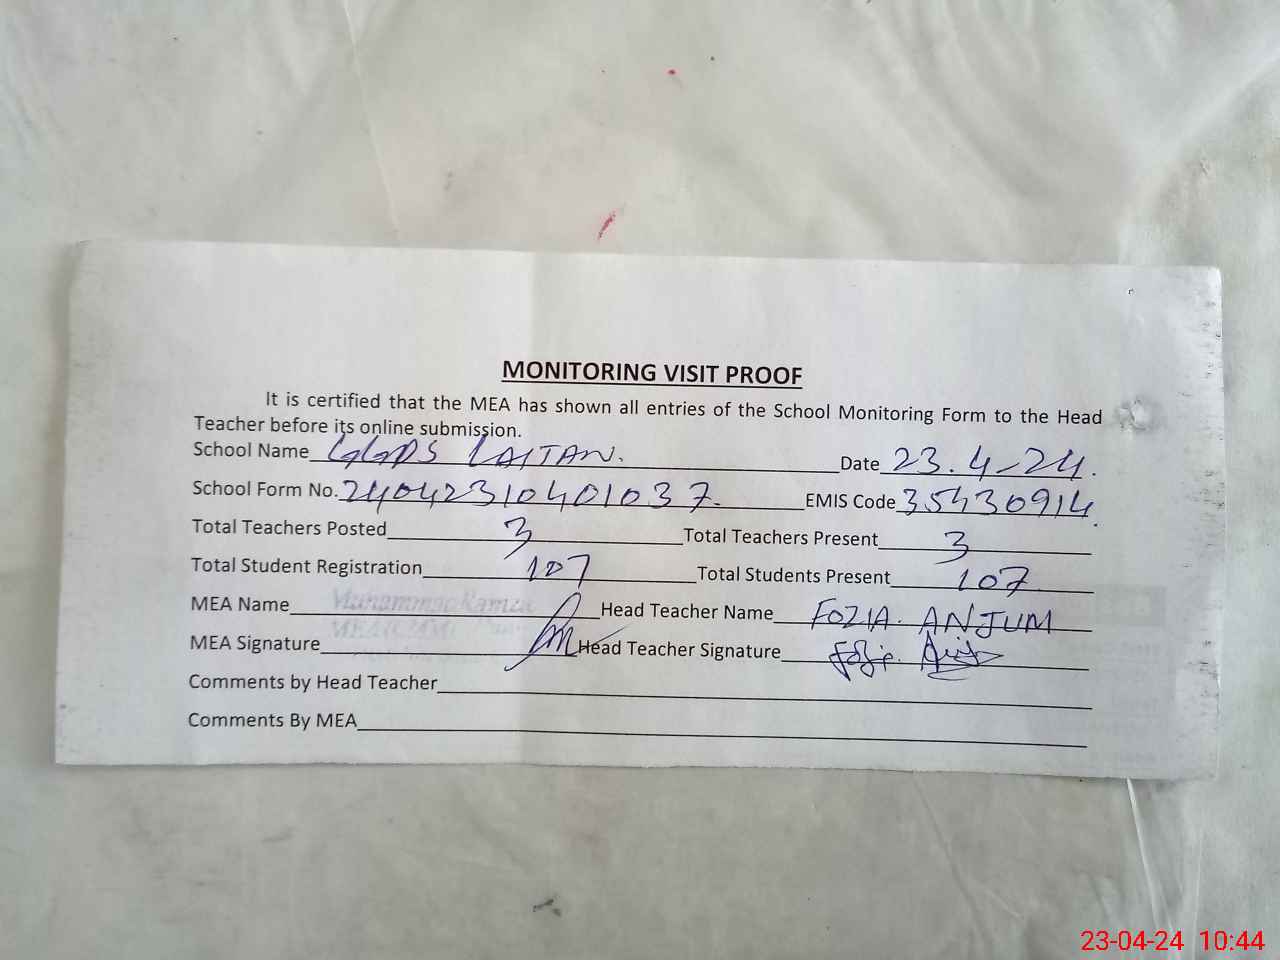 MONITORING VISIT PROOF
It is certified that the MEA has shown all entries of the School Monitoring Form to the Head
Teacher before its online submission.
School Name GGPS Date 23.4-24.
School Form No. 24042310401037. EMIS Code 35430914.
Total Teachers Posted 3 Total Teachers Present 3
Total Student Registration 107 Total Students Present 107
MEA Name Muhammad Head Teacher Name FOZIA. ANJUM
MEA Signature Head Teacher Signature
Comments by Head Teacher
Comments By MEA
23-04-24 10:44